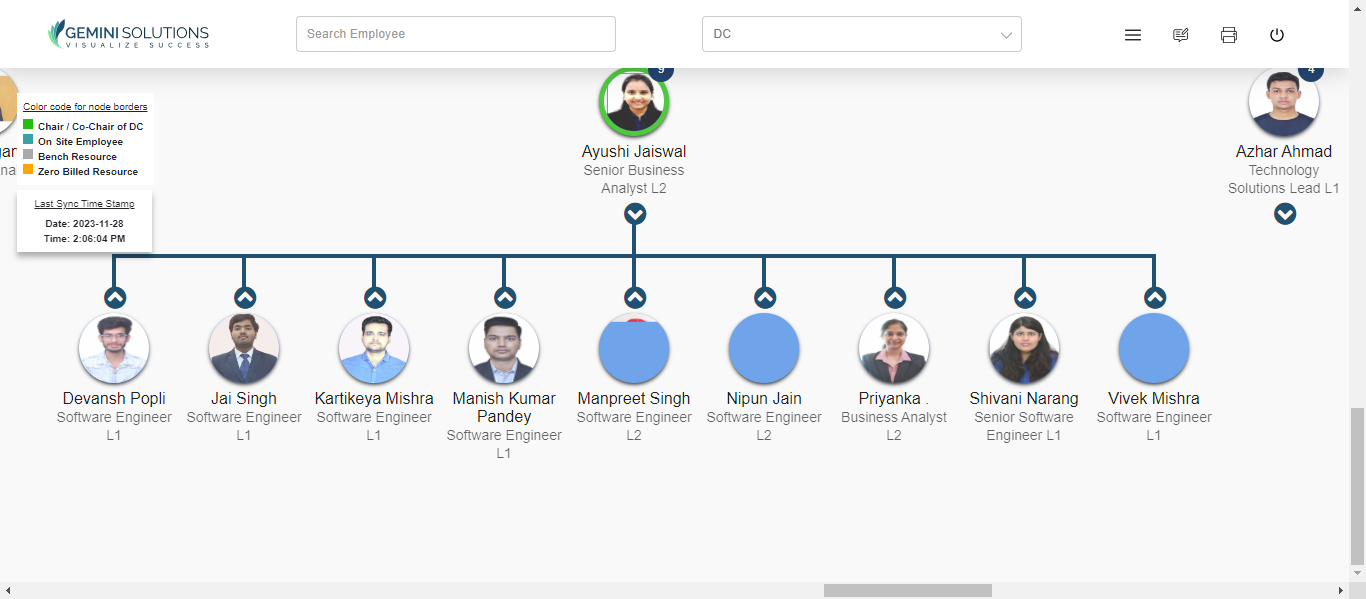 GEMINI SOLUTIONS
VISUALIZE SUCCESS
Search Employee
DC
9
4
Color code for node borders
Chair / Co-Chair of DC
On Site Employee
Bench Resource
Zero Billed Resource
Last Sync Time Stamp
Date: 2023-11-28
Time: 2:06:04 PM
Ayushi Jaiswal
Senior Business
Analyst L2
Azhar Ahmad
Technology
Solutions Lead L1
Devansh Popli
Software Engineer
L1
Jai Singh
Software Engineer
L1
Kartikeya Mishra
Software Engineer
L1
Manish Kumar
Pandey
Software Engineer
L1
Manpreet Singh
Software Engineer
L2
Nipun Jain
Software Engineer
L2
Priyanka .
Business Analyst
L2
Shivani Narang
Senior Software
Engineer L1
Vivek Mishra
Software Engineer
L1